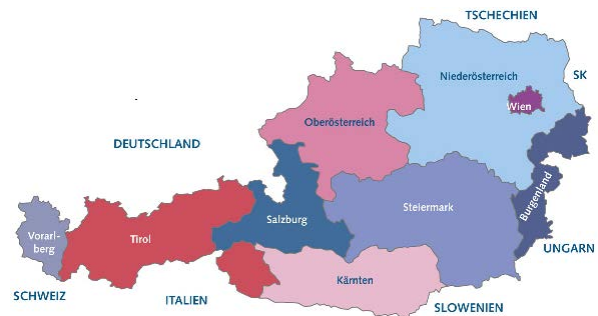 TSCHECHIEN
Niederösterreich
SK
Wien
Oberösterreich
DEUTSCHLAND
Burgenland
Steiermark
Salzburg
Vorarl-
berg
Tirol
UNGARN
Kärnten
SCHWEIZ
ITALIEN
SLOWENIEN